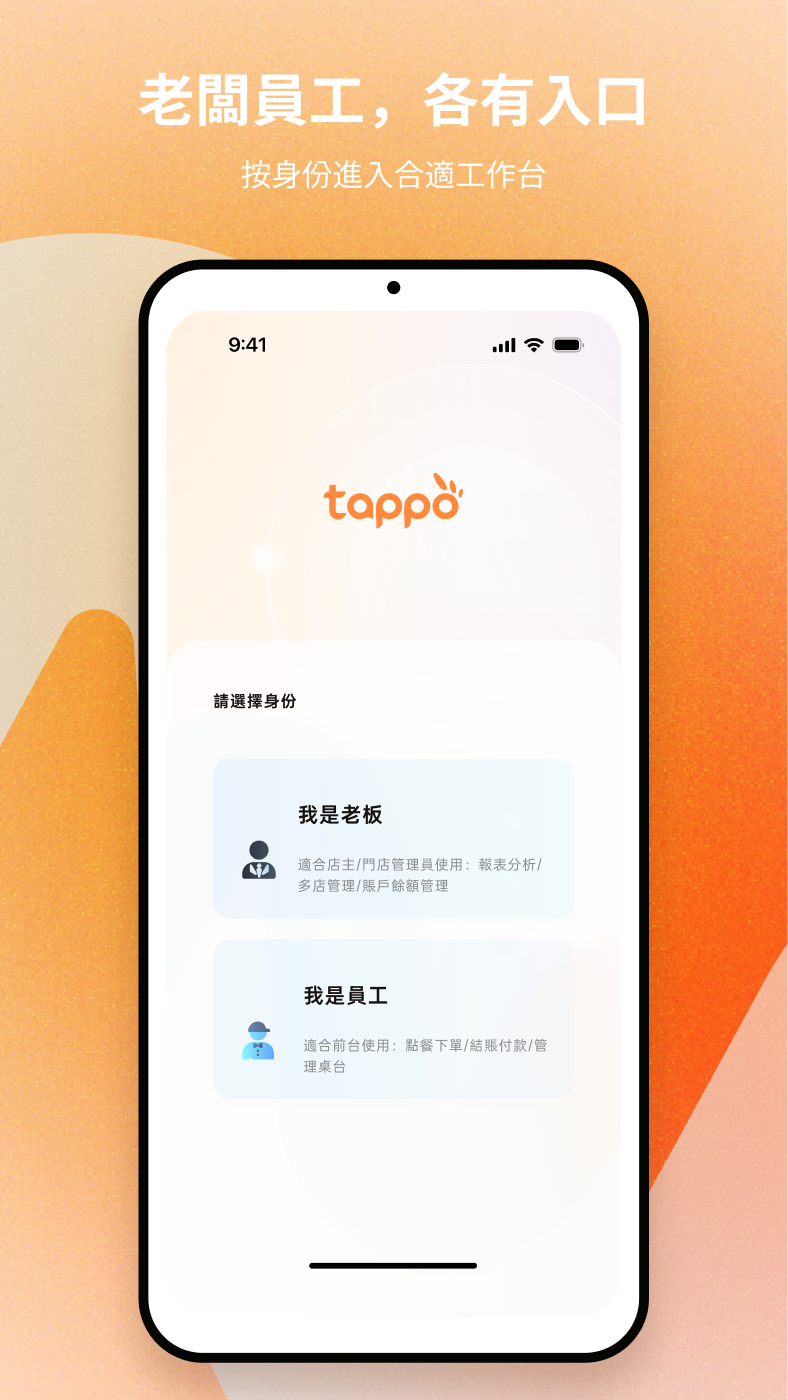 老闆員工，各有入口
按身份進入合適工作台
9:41
tappo
請選擇身份
我是老板
適合店主/門店管理員使用：報表分析/
多店管理/賬戶餘額管理
我是員工
適合前台使用：點餐下單/結賬付款/管
理桌台